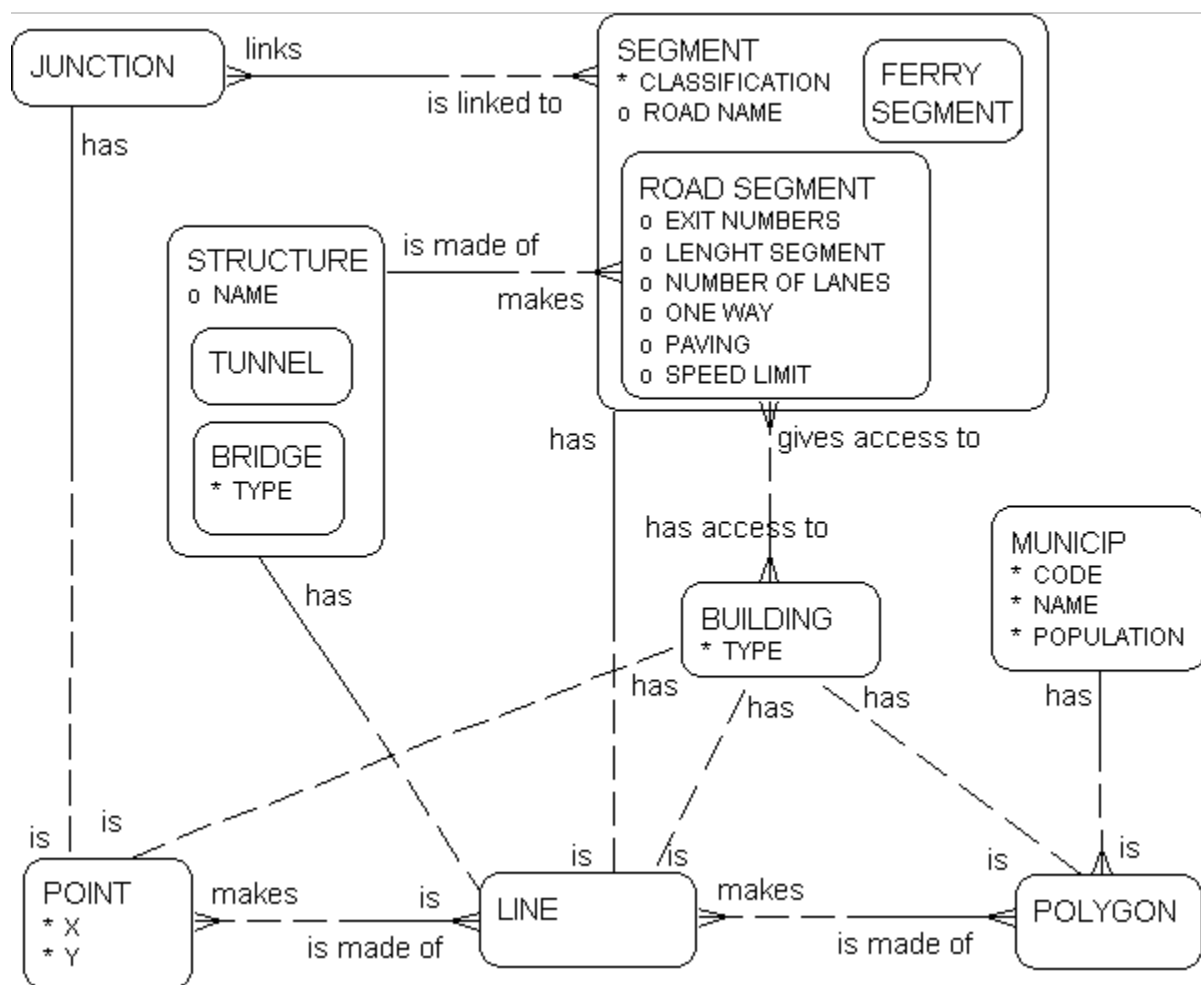 JUNCTION
links
is linked to
has
SEGMENT
* CLASSIFICATION
o ROAD NAME
FERRY
SEGMENT
ROAD SEGMENT
o EXIT NUMBERS
o LENGHT SEGMENT
o NUMBER OF LANES
o ONE WAY
o PAVING
o SPEED LIMIT
STRUCTURE
o NAME
TUNNEL
BRIDGE
* TYPE
is made of
makes
has
has
gives access to
has access to
BUILDING
* TYPE
MUNICIP
* CODE
* NAME
* POPULATION
has
has
has
has
is
is
is
is
is
is
POINT
* X
* Y
makes
is
is made of
LINE
makes
is made of
POLYGON